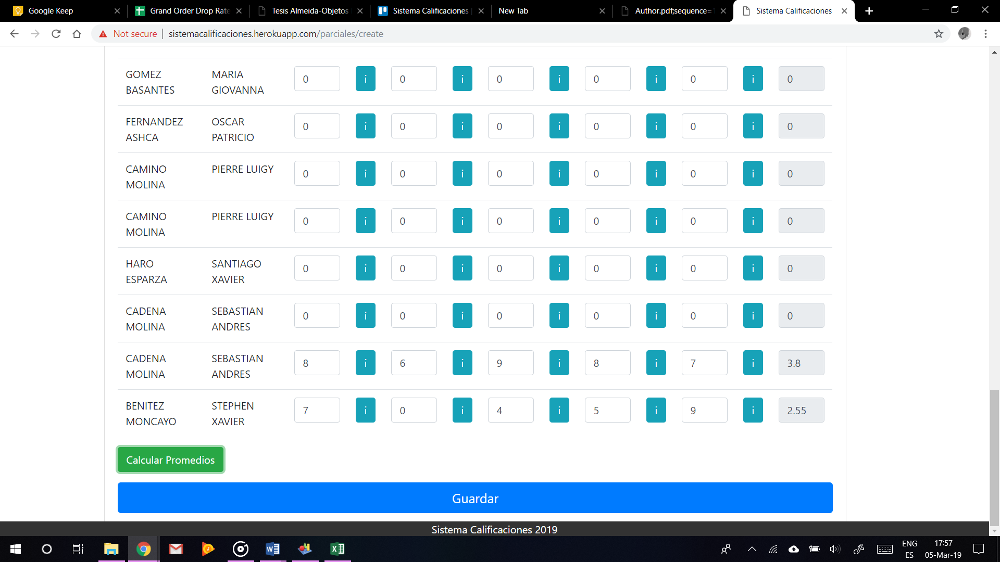 Google Keep
Grand Order Drop Rate
Tesis Almeida-Objetos
Sistema Calificaciones
New Tab
Author.pdf;sequence=
Sistema Calificaciones
Not secure | sistemacalificaciones.herokuapp.com/parciales/create
GOMEZ BASANTES MARIA GIOVANNA 0 i 0 i 0 i 0 i 0 i 0
FERNANDEZ ASHCA OSCAR PATRICIO 0 i 0 i 0 i 0 i 0 i 0
CAMINO MOLINA PIERRE LUIGY 0 i 0 i 0 i 0 i 0 i 0
CAMINO MOLINA PIERRE LUIGY 0 i 0 i 0 i 0 i 0 i 0
HARO ESPARZA SANTIAGO XAVIER 0 i 0 i 0 i 0 i 0 i 0
CADENA MOLINA SEBASTIAN ANDRES 0 i 0 i 0 i 0 i 0 i 0
CADENA MOLINA SEBASTIAN ANDRES 8 i 6 i 9 i 8 i 7 i 3.8
BENITEZ MONCAYO STEPHEN XAVIER 7 i 0 i 4 i 5 i 9 i 2.55
Calcular Promedios
Guardar
Sistema Calificaciones 2019
ENG
ES
17:57
05-Mar-19